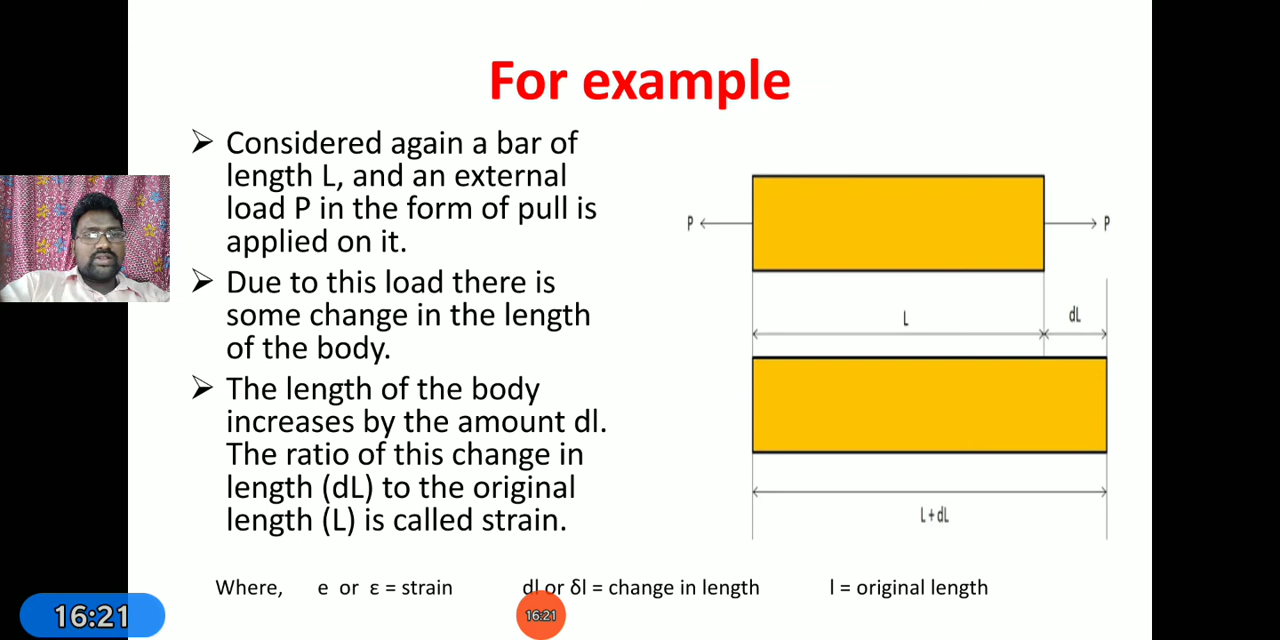 For example
➢ Considered again a bar of
length L, and an external
load P in the form of pull is
applied on it.
➢ Due to this load there is
some change in the length
of the body.
➢ The length of the body
increases by the amount dl.
The ratio of this change in
length (dL) to the original
length (L) is called strain.
P
P
L
dL
L+dL
Where, e or ε = strain dl or δl = change in length l = original length
16:21
16:21